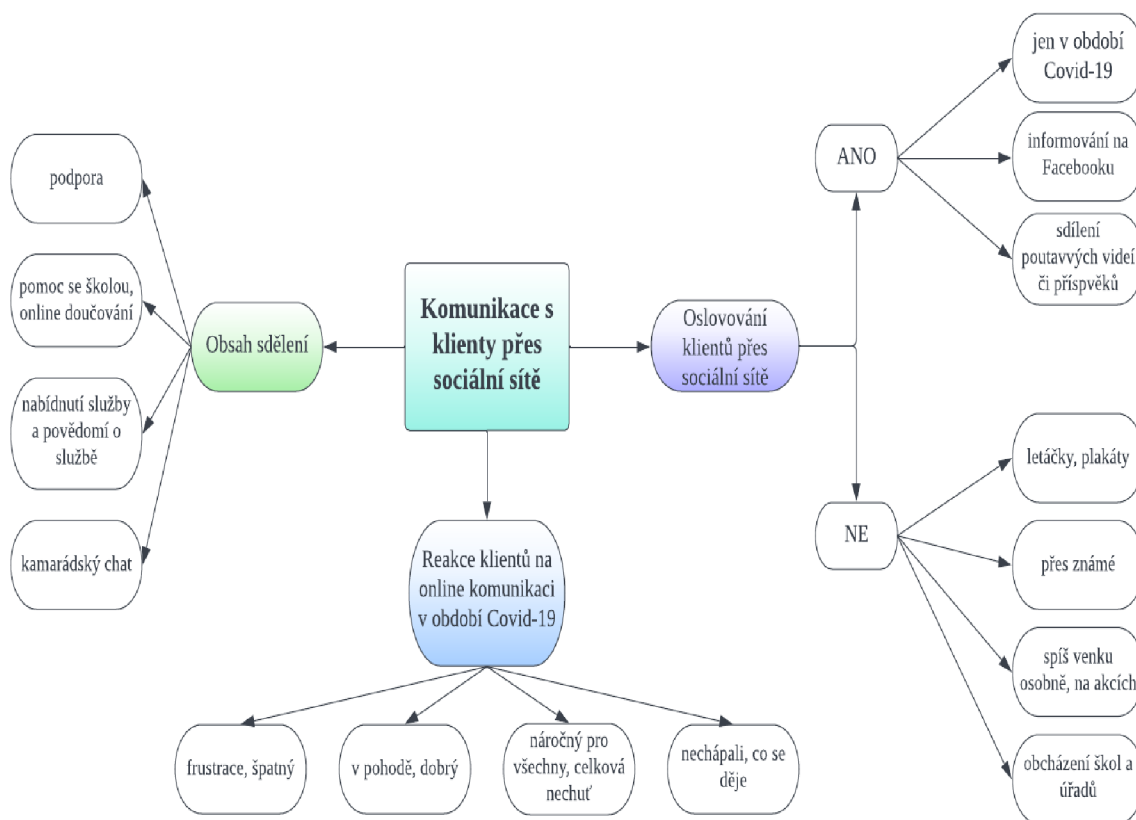 Komunikace s
klienty přes
sociální sítě
Obsah sdělení
podpora
pomoc se školou,
online doučování
nabídnutí služby
a povědomí o
službě
kamarádský chat
Reakce klientů na
online komunikaci
v období Covid-19
frustrace, špatný
v pohodě, dobrý
náročný pro
všechny, celková
nechuť
nechápali, co se
děje
Oslovování
klientů přes
sociální sítě
ANO
jen v období
Covid-19
informování na
Facebooku
sdílení
poutavvých videí
či příspvěků
NE
letáčky, plakáty
přes známé
spíš venku
osobně, na akcích
obcházení škol a
úřadů